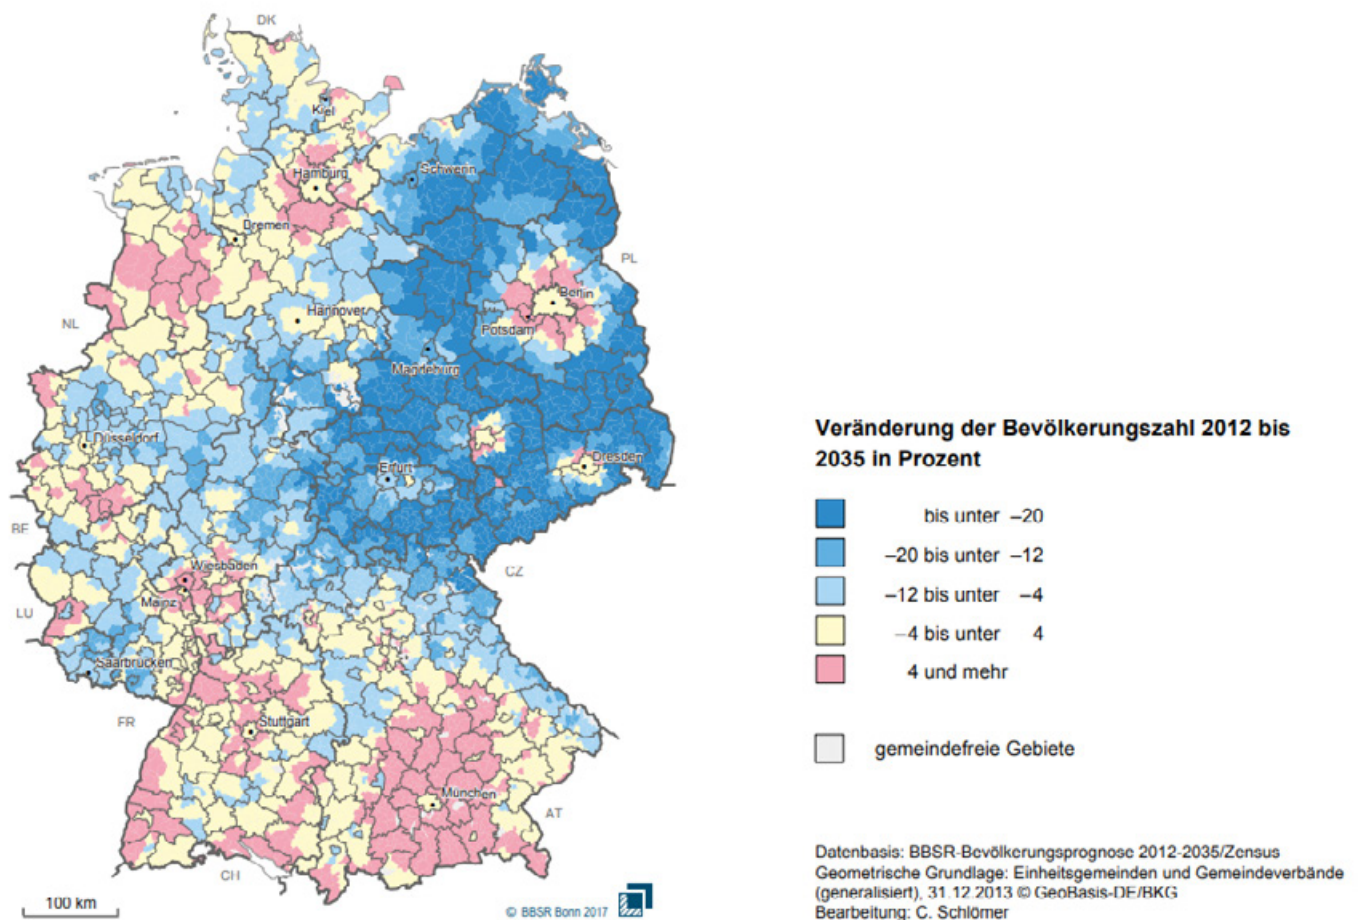 DK
Kiel
Schwerin
Hamburg
Bremen
PL
Berlin
NL
Hannover
Potsdam
Magdeburg
Düsseldorf
Erfurt
Dresden
BE
Wiesbaden
CZ
Mainz
LU
Saarbrücken
FR
Stuttgart
München
AT
CH
100 km
© BBSR Bonn 2017
Veränderung der Bevölkerungszahl 2012 bis
2035 in Prozent
bis unter –20
–20 bis unter –12
–12 bis unter –4
–4 bis unter 4
4 und mehr
gemeindefreie Gebiete
Datenbasis: BBSR-Bevölkerungsprognose 2012-2035/Zensus
Geometrische Grundlage: Einheitsgemeinden und Gemeindeverbände
(generalisiert), 31.12.2013 © GeoBasis-DE/BKG
Bearbeitung: C. Schlömer